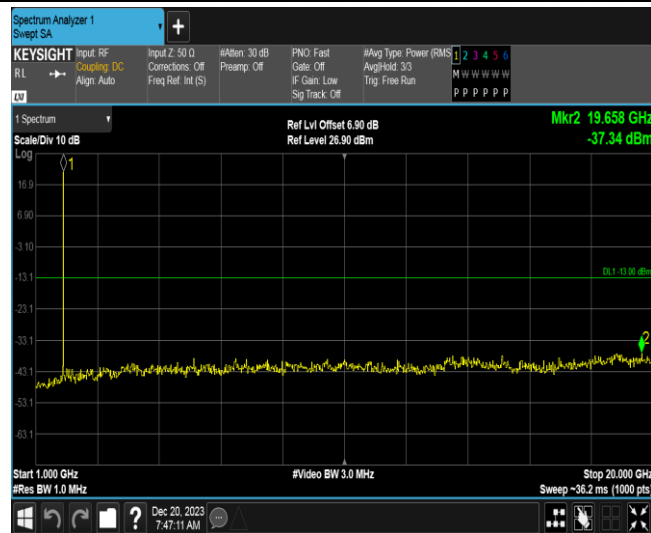 Spectrum Analyzer 1
Swept SA
+
KEYSIGHT
RL
LXI
Input: RF
Coupling: DC
Align: Auto
Input Z: 50 Ω
Corrections: Off
Freq Ref: Int (S)
#Atten: 30 dB
Preamp: Off
PNO: Fast
Gate: Off
IF Gain: Low
Sig Track: Off
#Avg Type: Power (RMS
Avg|Hold: 3/3
Trig: Free Run
1 2 3 4 5 6
M W W W W W
P P P P P P
1 Spectrum
Scale/Div 10 dB
Log
Ref Lvl Offset 6.90 dB
Ref Level 26.90 dBm
Mkr2 19.658 GHz
-37.34 dBm
1
16.9
6.90
-3.10
-13.1
DL1 -13.00 dBm
-23.1
-33.1
2
-43.1
-53.1
-63.1
Start 1.000 GHz
#Res BW 1.0 MHz
#Video BW 3.0 MHz
Stop 20.000 GHz
Sweep ~36.2 ms (1000 pts)
?
Dec 20, 2023
7:47:11 AM